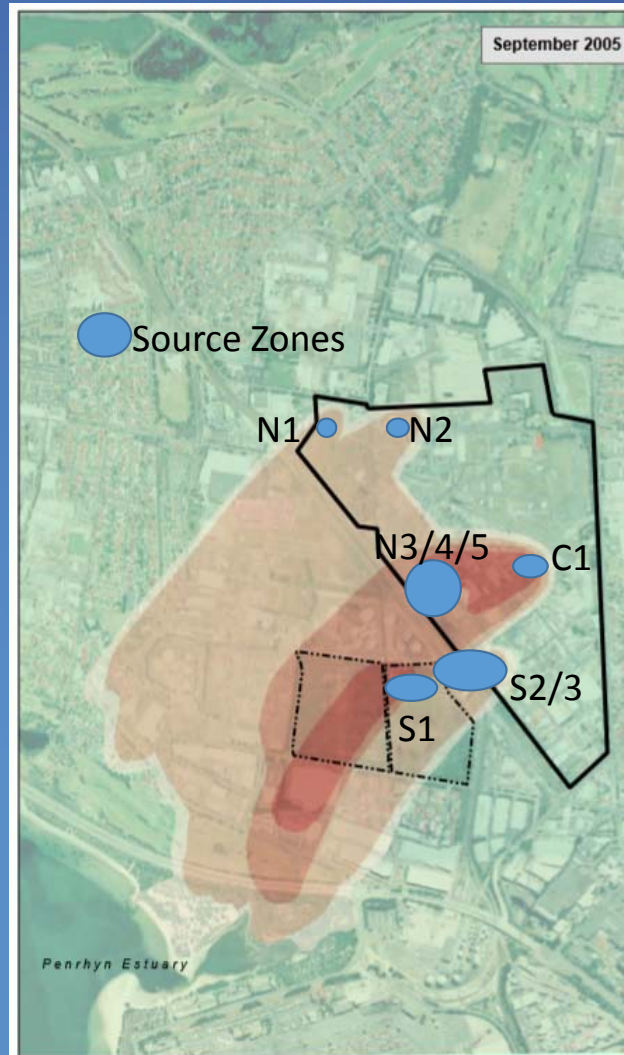 September 2005
Source Zones
N1
N2
N3/4/5
C1
S2/3
S1
Penrhyn Estuary